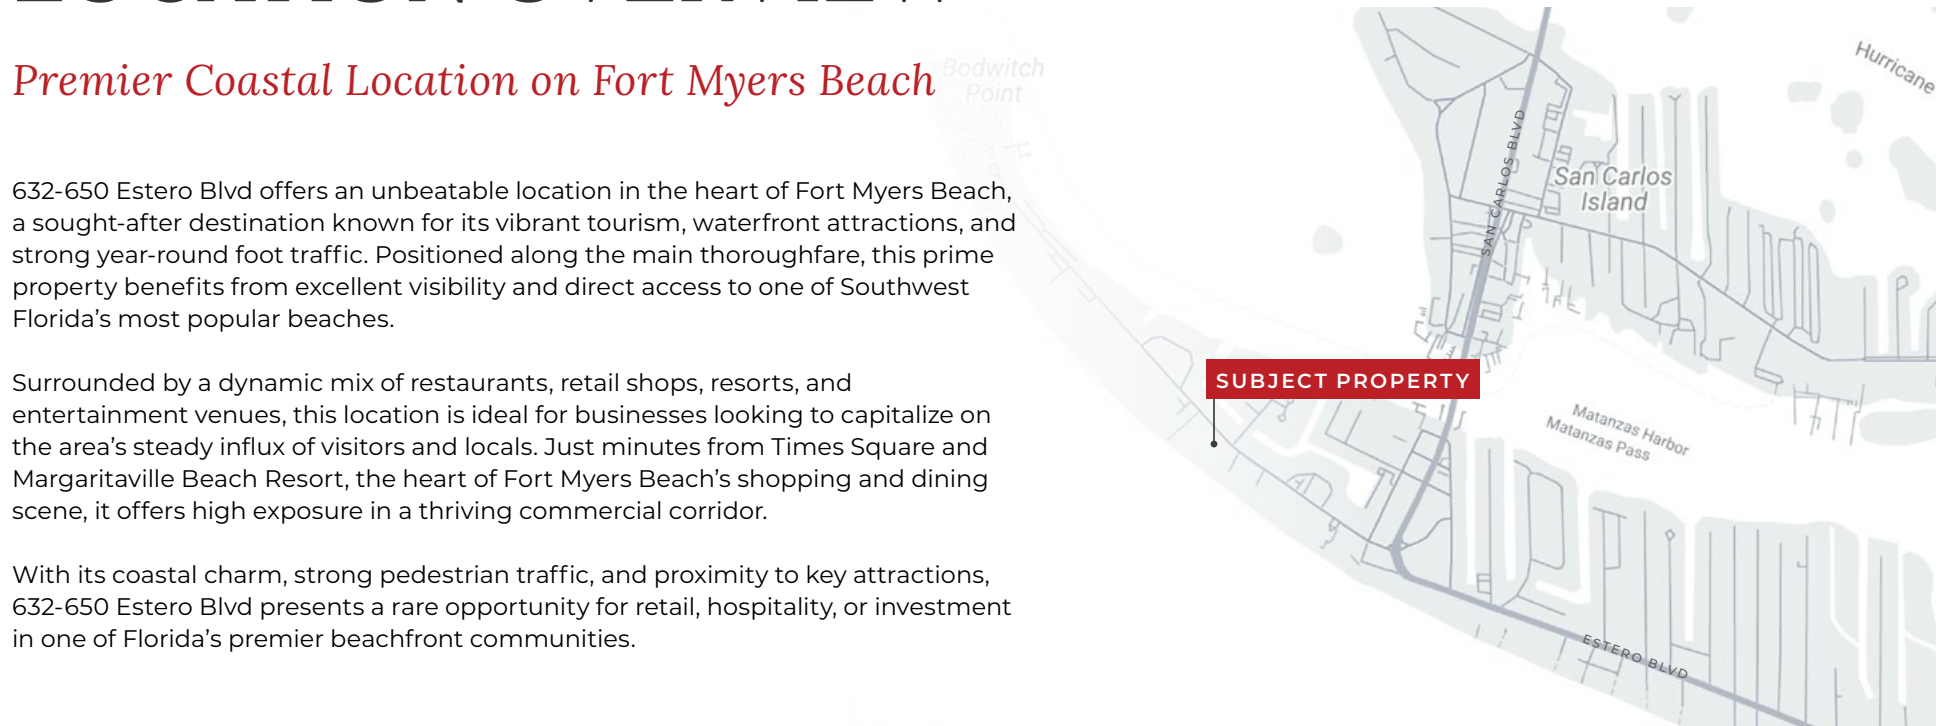 LOCATION OVERVIEW
Premier Coastal Location on Fort Myers Beach
632-650 Estero Blvd offers an unbeatable location in the heart of Fort Myers Beach,
a sought-after destination known for its vibrant tourism, waterfront attractions, and
strong year-round foot traffic. Positioned along the main thoroughfare, this prime
property benefits from excellent visibility and direct access to one of Southwest
Florida’s most popular beaches.
Surrounded by a dynamic mix of restaurants, retail shops, resorts, and
entertainment venues, this location is ideal for businesses looking to capitalize on
the area’s steady influx of visitors and locals. Just minutes from Times Square and
Margaritaville Beach Resort, the heart of Fort Myers Beach’s shopping and dining
scene, it offers high exposure in a thriving commercial corridor.
With its coastal charm, strong pedestrian traffic, and proximity to key attractions,
632-650 Estero Blvd presents a rare opportunity for retail, hospitality, or investment
in one of Florida’s premier beachfront communities.
Bodwitch
Point
Hurricane
SAN CARLOS BLVD
San Carlos
Island
SUBJECT PROPERTY
Matanzas Harbor
Matanzas Pass
ESTERO BLVD